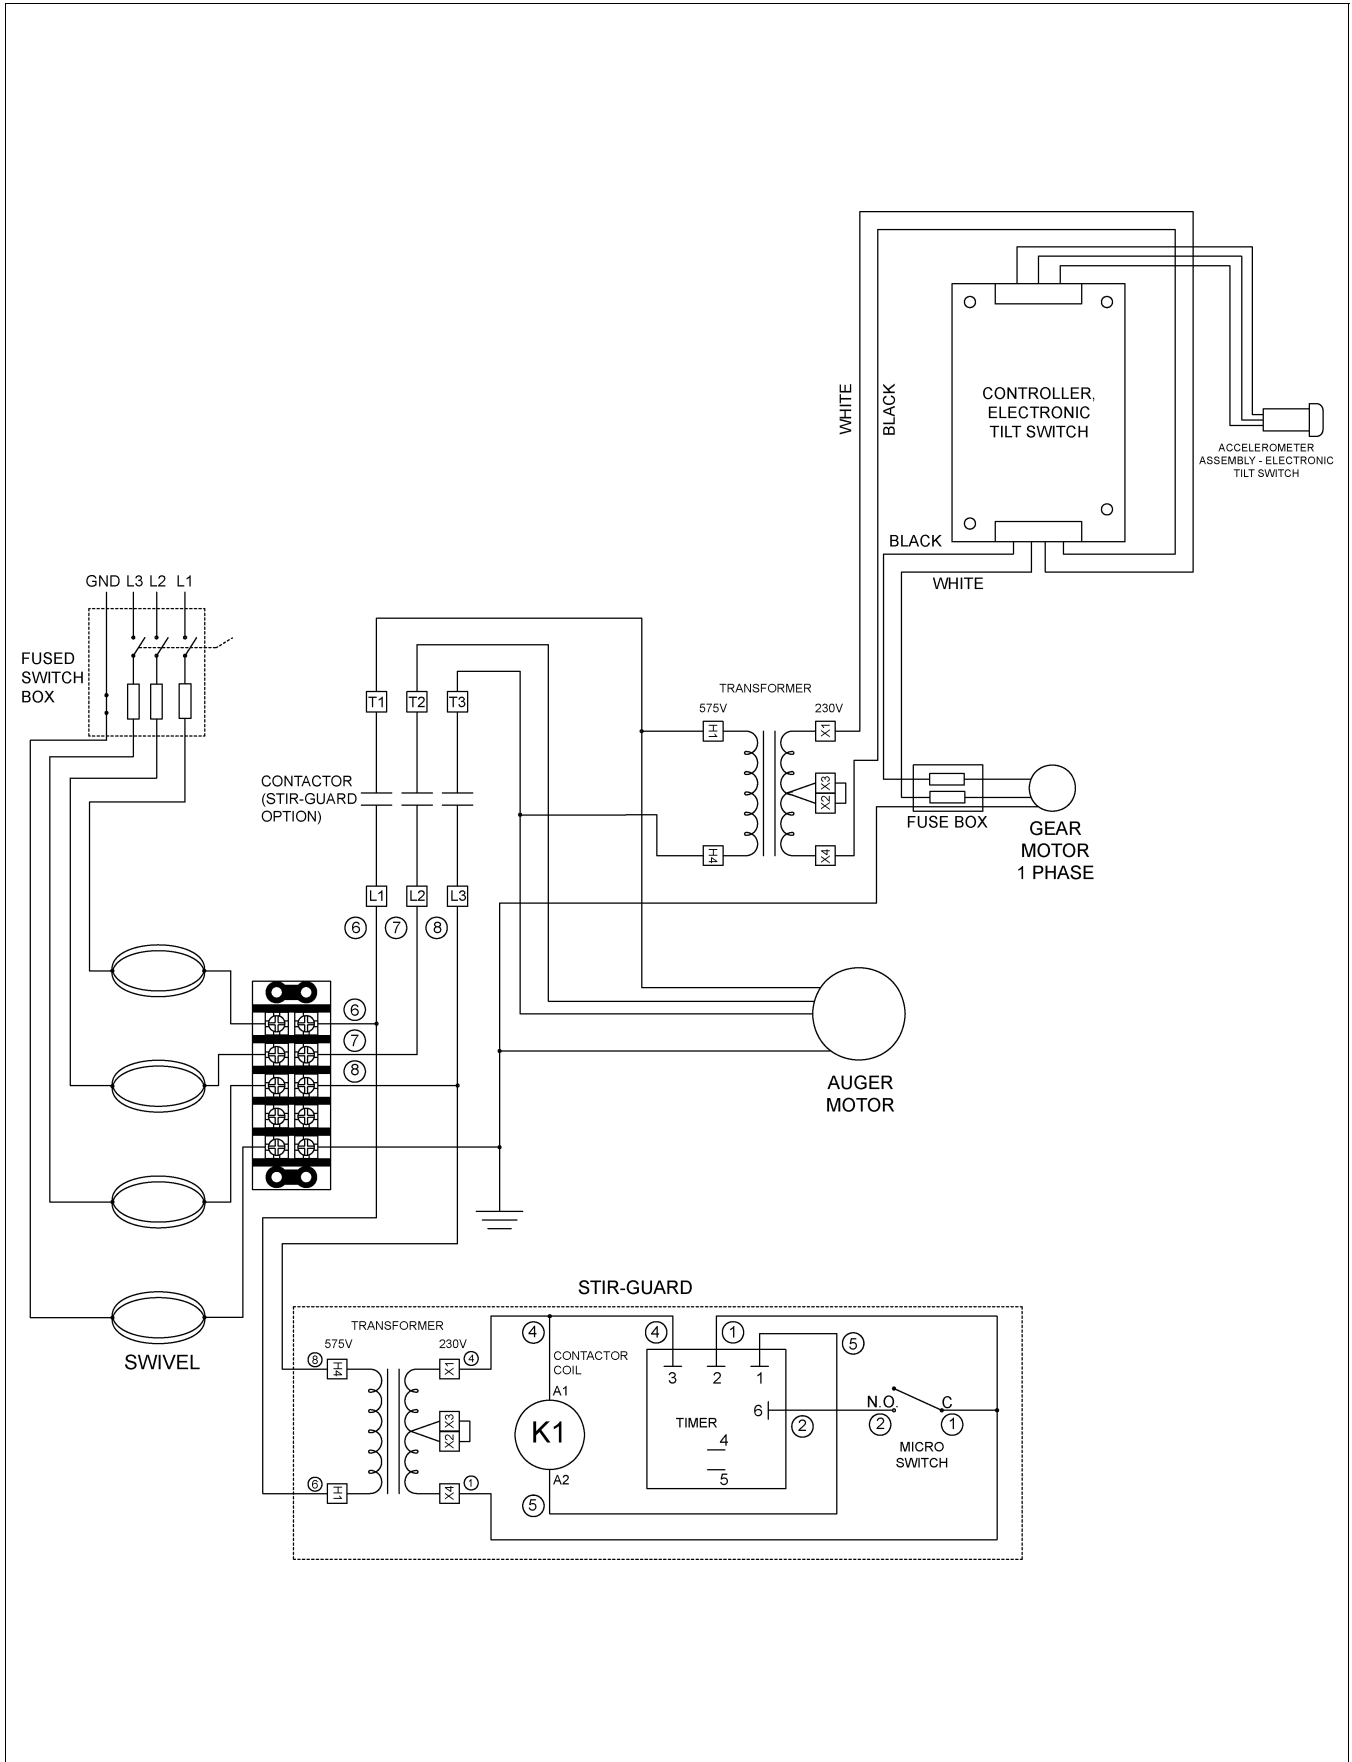 WHITE
BLACK
CONTROLLER,
ELECTRONIC
TILT SWITCH
ACCELEROMETER
ASSEMBLY - ELECTRONIC
TILT SWITCH
BLACK
WHITE
GND L3 L2 L1
FUSED
SWITCH
BOX
T1 T2 T3
TRANSFORMER
575V 230V
H1 X1
X3
X2
H4 X4
CONTACTOR
(STIR-GUARD
OPTION)
FUSE BOX
GEAR
MOTOR
1 PHASE
L1 L2 L3
6 7 8
6
7
8
AUGER
MOTOR
SWIVEL
STIR-GUARD
TRANSFORMER
575V 230V
8 H4 X1 4
X3
X2
6 H1 X4 1
4
CONTACTOR
COIL
A1
K1
A2
5
4 1 5
3 2 1
TIMER
6
4
5
2
N.O. C
2 1
MICRO
SWITCH